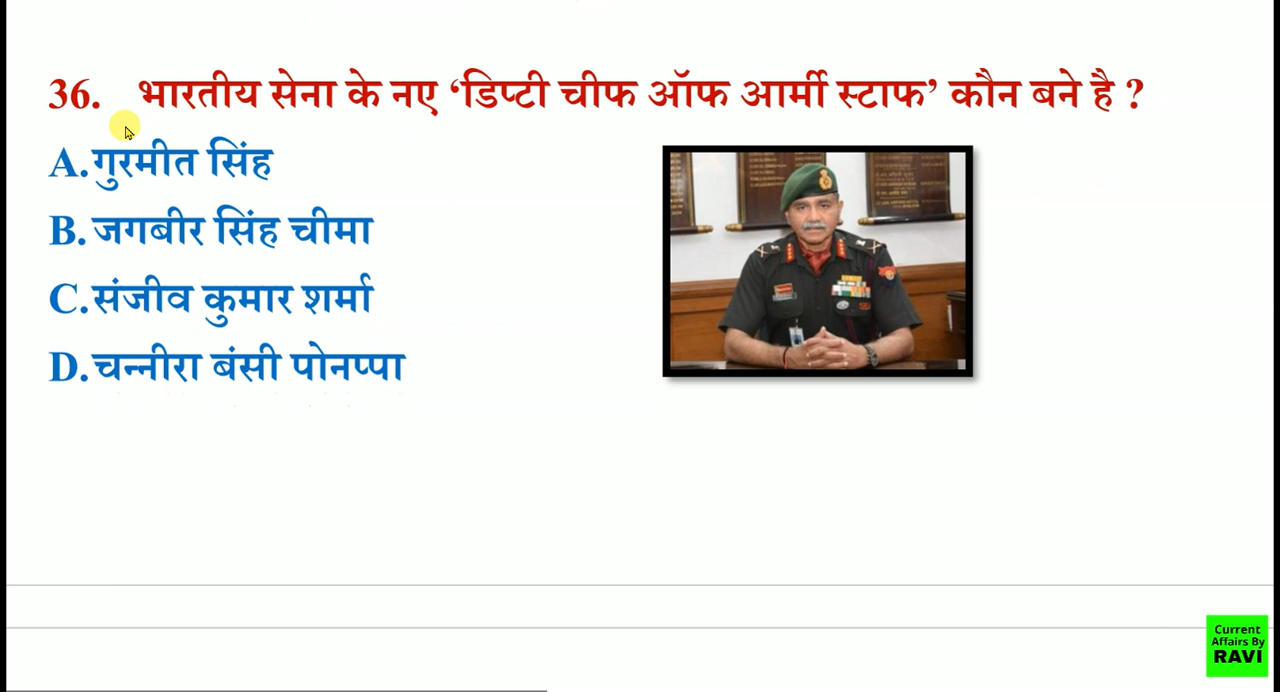 36. भारतीय सेना के नए ‘डिप्टी चीफ ऑफ आर्मी स्टाफ’ कौन बने है ?
A. गुरमीत सिंह
B. जगबीर सिंह चीमा
C. संजीव कुमार शर्मा
D. चन्नीरा बंसी पोनप्पा
Current
Affairs By
RAVI